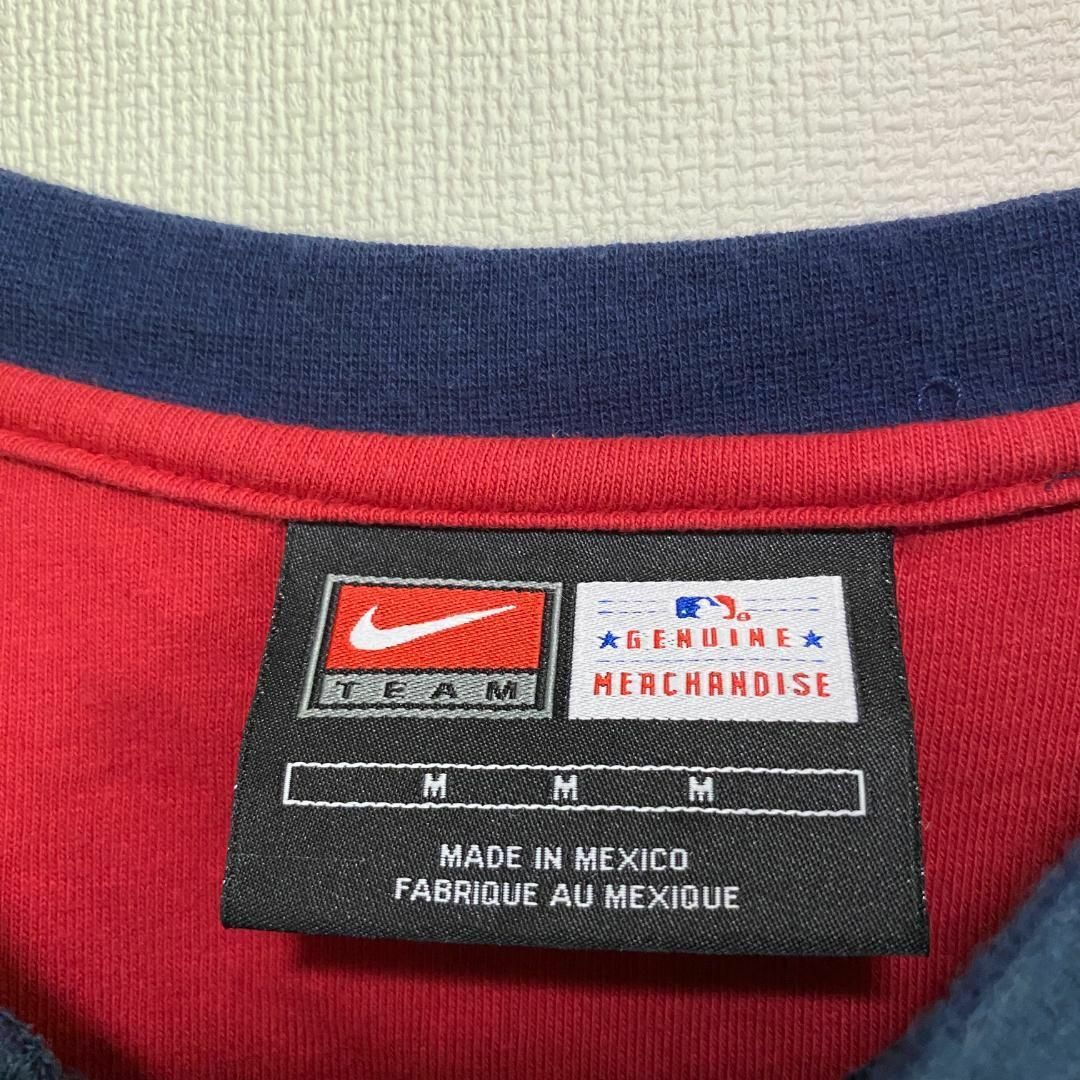 TEAM
GENUINE
MERCHANDISE
M M M
MADE IN MEXICO
FABRIQUE AU MEXIQUE